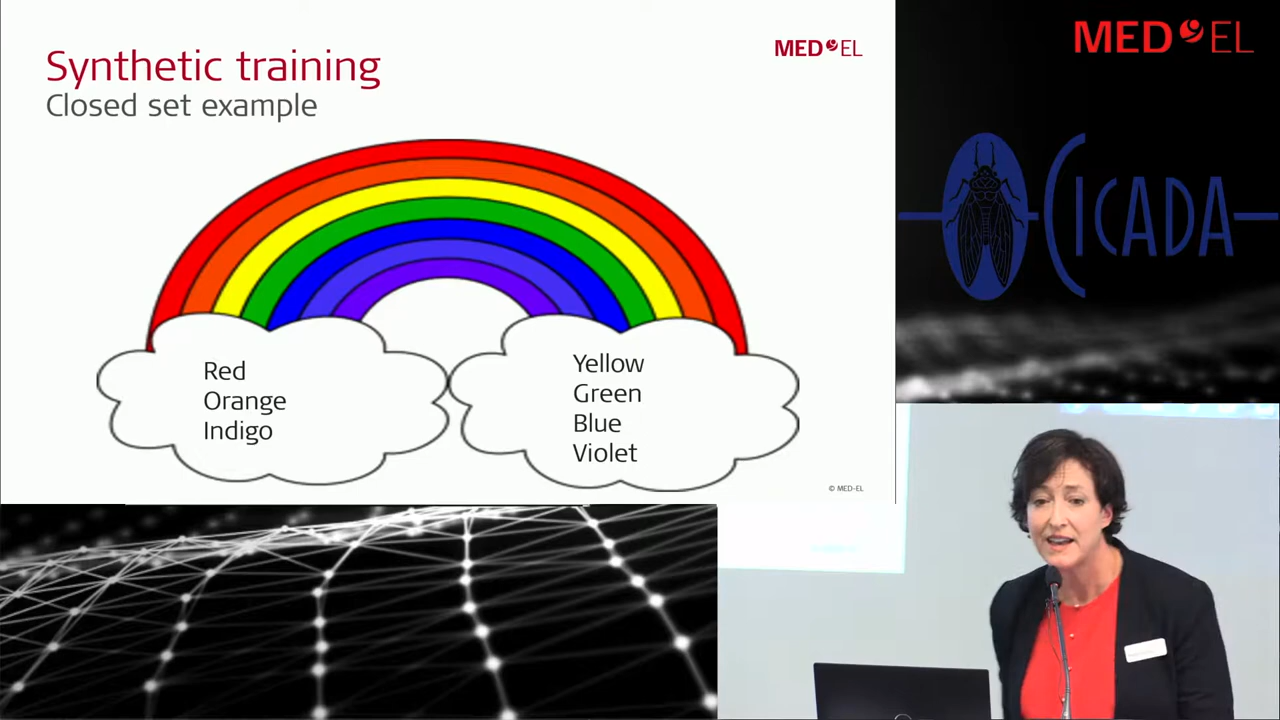 Synthetic training
Closed set example
MED EL
Red
Orange
Indigo
Yellow
Green
Blue
Violet
© MED-EL
MED EL
CICADA